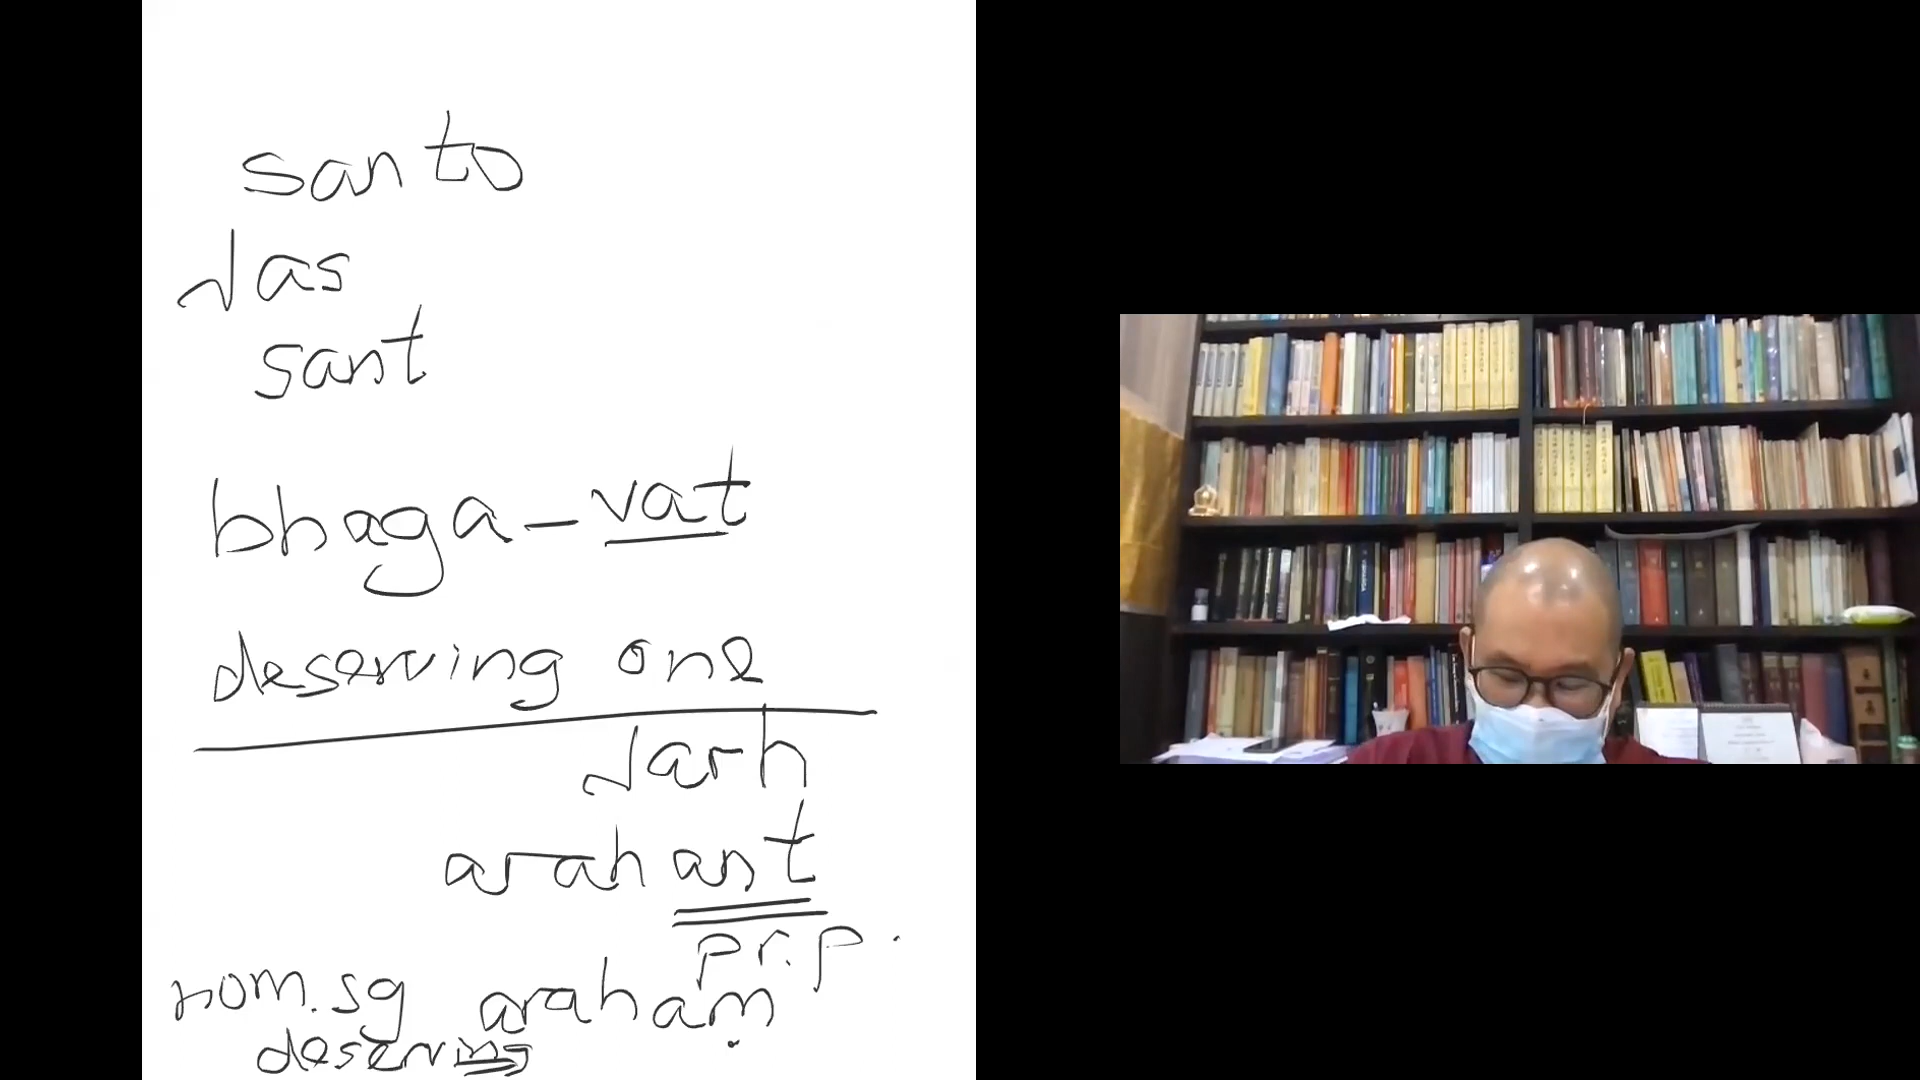 santo
√as
sant
bhaga-vat
deserving one
√arh
arahant
pr.p.
nom.sg arahaṃ
deserving